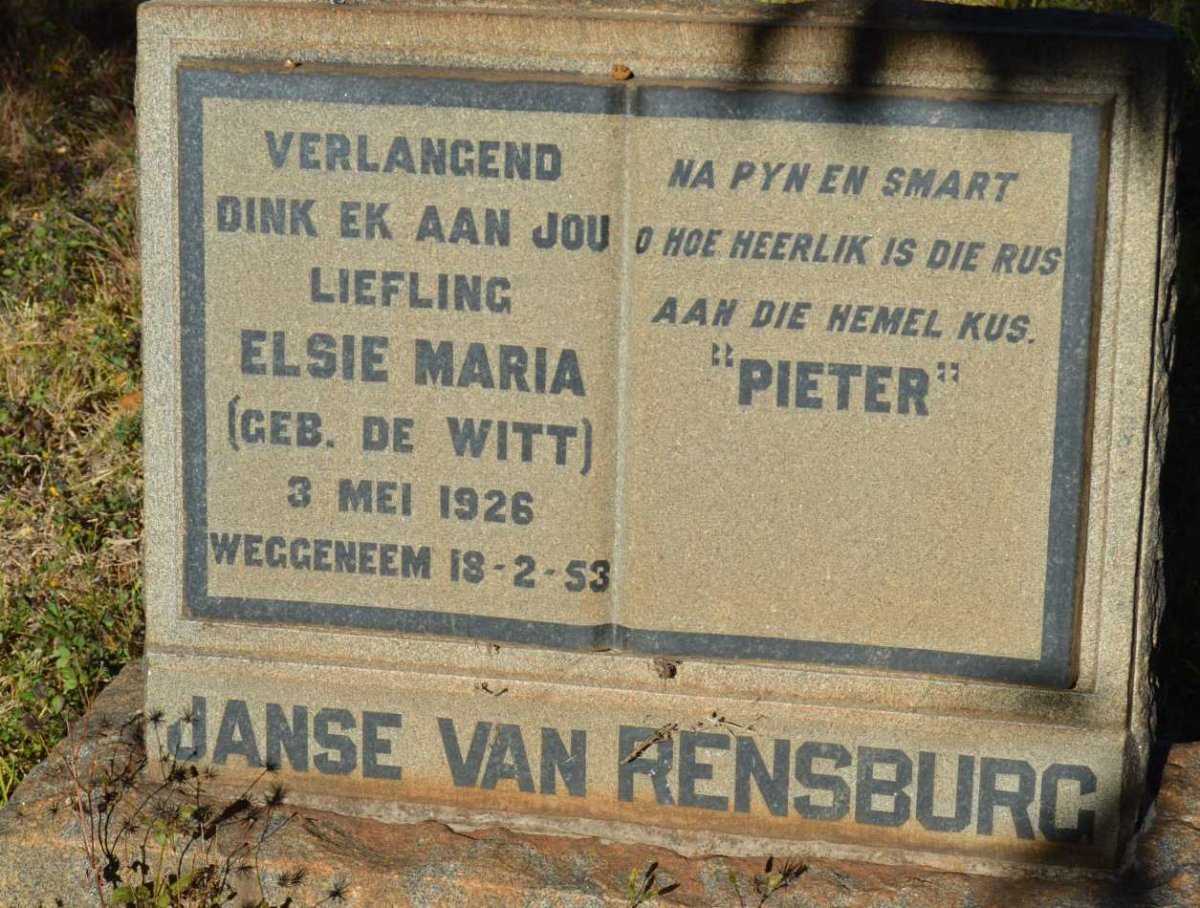 VERLANGEND
DINK EK AAN JOU
LIEFLING
ELSIE MARIA
(GEB. DE WITT)
3 MEI 1926
WEGGENEEM 18-2-53
NA PYN EN SMART
O HOE HEERLIK IS DIE RUS
AAN DIE HEMEL KUS.
"PIETER"
JANSE VAN RENSBURG